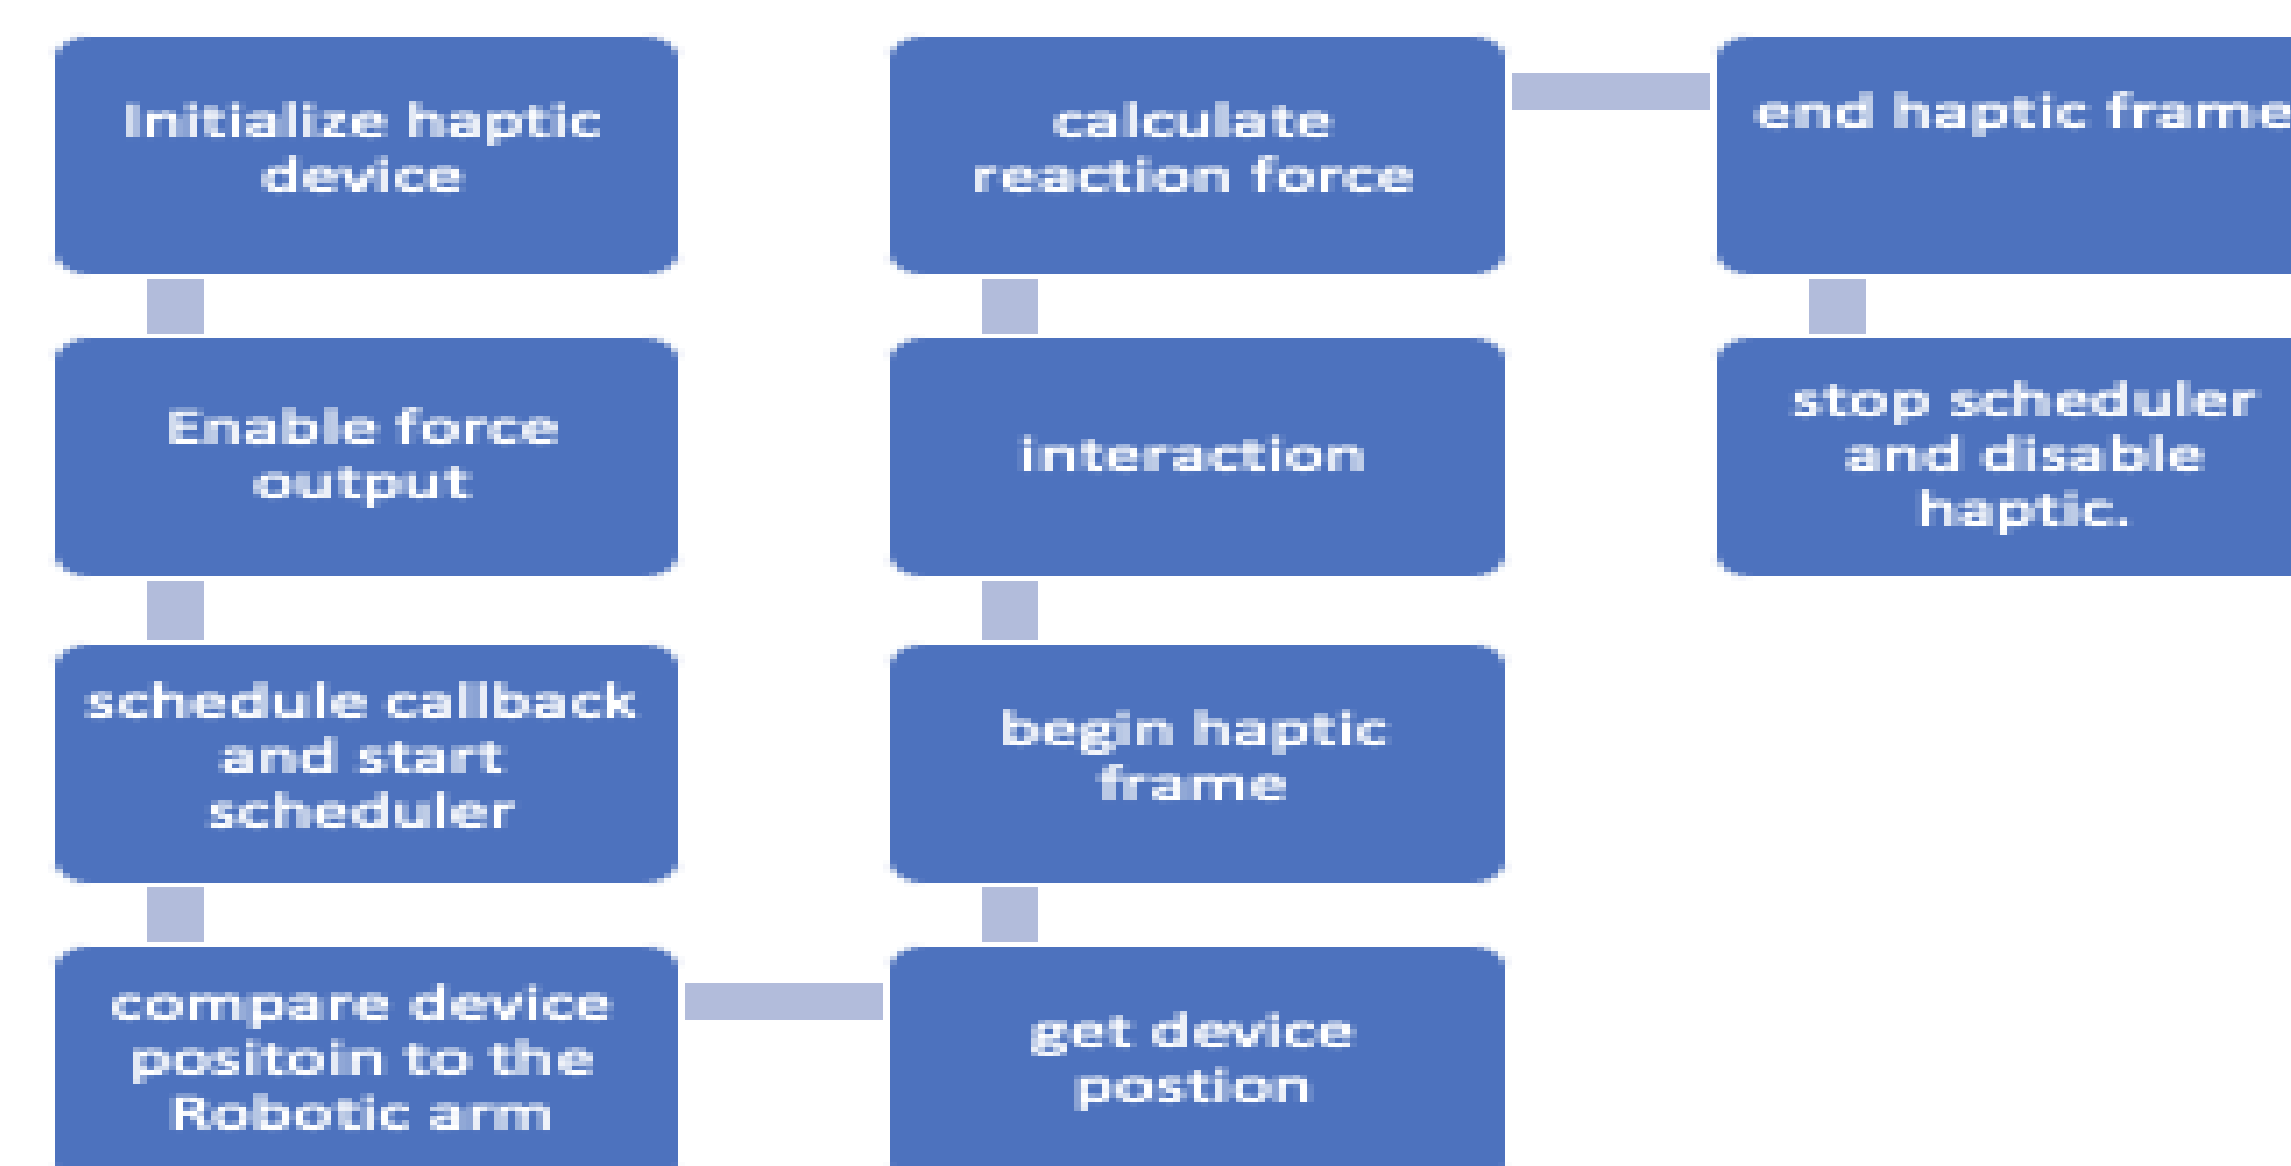 Initialize haptic
device
Enable force
output
schedule callback
and start
scheduler
compare device
positoin to the
Robotic arm
get device
postion
begin haptic
frame
interaction
calculate
reaction force
end haptic frame
stop scheduler
and disable
haptic.